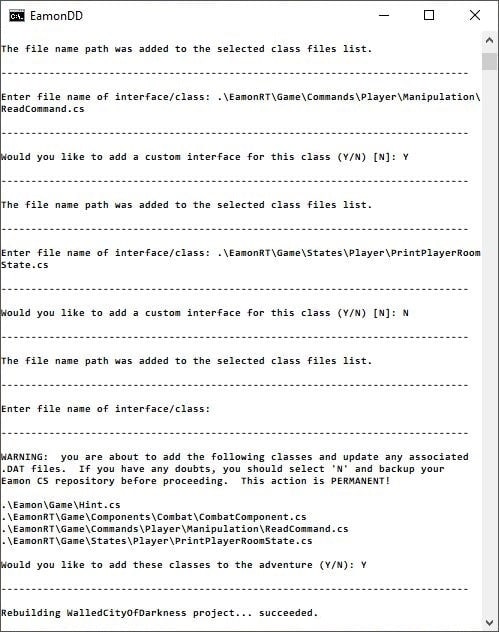 EamonDD
The file name path was added to the selected class files list.
------------------------------------------------------------------------------
Enter file name of interface/class: .\EamonRT\Game\Commands\Player\Manipulation\
ReadCommand.cs
------------------------------------------------------------------------------
Would you like to add a custom interface for this class (Y/N) [N]: Y
------------------------------------------------------------------------------
The file name path was added to the selected class files list.
------------------------------------------------------------------------------
Enter file name of interface/class: .\EamonRT\Game\States\Player\PrintPlayerRoom
State.cs
------------------------------------------------------------------------------
Would you like to add a custom interface for this class (Y/N) [N]: N
------------------------------------------------------------------------------
The file name path was added to the selected class files list.
------------------------------------------------------------------------------
Enter file name of interface/class:
------------------------------------------------------------------------------
WARNING:  you are about to add the following classes and update any associated
.DAT files.  If you have any doubts, you should select 'N' and backup your
Eamon CS repository before proceeding.  This action is PERMANENT!
.\Eamon\Game\Hint.cs
.\EamonRT\Game\Components\Combat\CombatComponent.cs
.\EamonRT\Game\Commands\Player\Manipulation\ReadCommand.cs
.\EamonRT\Game\States\Player\PrintPlayerRoomState.cs
Would you like to add these classes to the adventure (Y/N): Y
------------------------------------------------------------------------------
Rebuilding WalledCityOfDarkness project... succeeded.